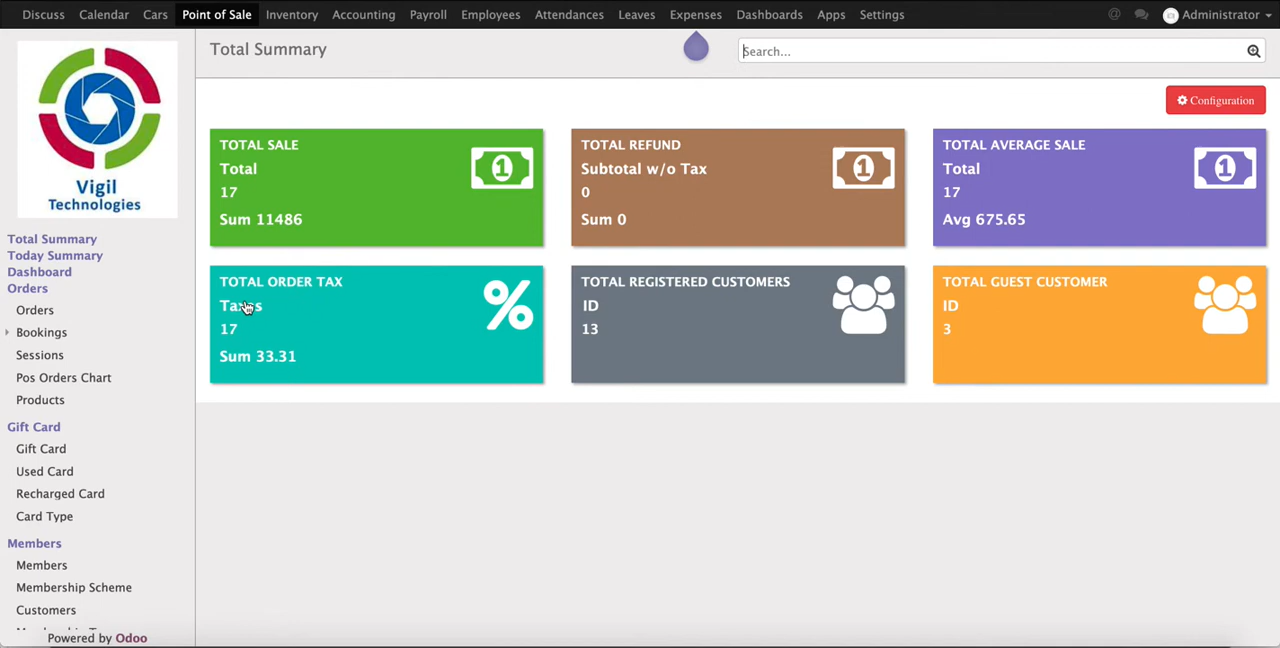 Discuss Calendar Cars Point of Sale Inventory Accounting Payroll Employees Attendances Leaves Expenses Dashboards Apps Settings @ Administrator
Total Summary
Search...
Configuration
Vigil
Technologies
Total Summary
Today Summary
Dashboard
Orders
Orders
Bookings
Sessions
Pos Orders Chart
Products
Gift Card
Gift Card
Used Card
Recharged Card
Card Type
Members
Members
Membership Scheme
Customers
Powered by Odoo
TOTAL SALE
Total
17
Sum 11486
1
TOTAL REFUND
Subtotal w/o Tax
0
Sum 0
1
TOTAL AVERAGE SALE
Total
17
Avg 675.65
1
TOTAL ORDER TAX
Taxes
17
Sum 33.31
%
TOTAL REGISTERED CUSTOMERS
ID
13
TOTAL GUEST CUSTOMER
ID
3